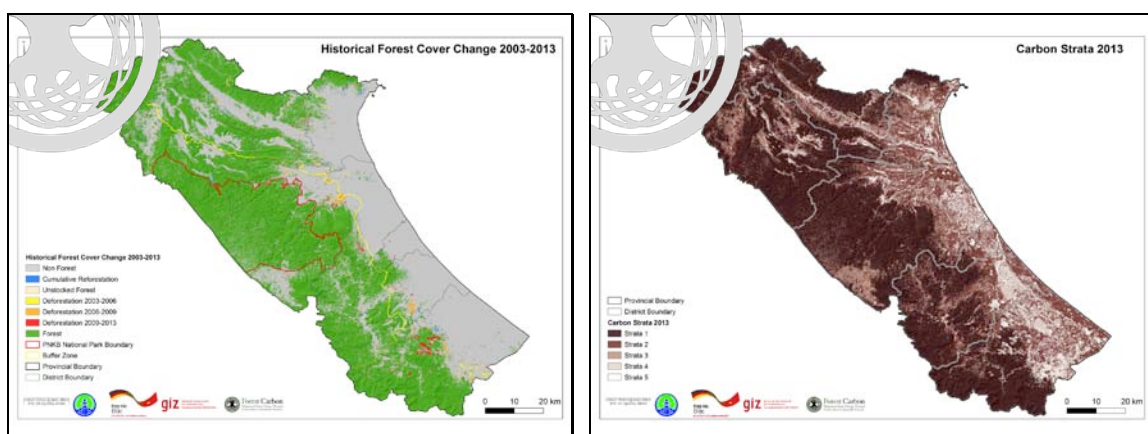 Historical Forest Cover Change 2003-2013
Historical Forest Cover Change 2003-2013
Non Forest
Cumulative Reforestation
Unstocked Forest
Deforestation 2003-2006
Deforestation 2006-2009
Deforestation 2009-2013
Forest
PNKB National Park Boundary
Buffer Zone
Provincial Boundary
District Boundary
giz
Forest Carbon
0 10 20 km
Carbon Strata 2013
Provincial Boundary
District Boundary
Carbon Strata 2013
Strata 1
Strata 2
Strata 3
Strata 4
Strata 5
giz
Forest Carbon
0 10 20 km